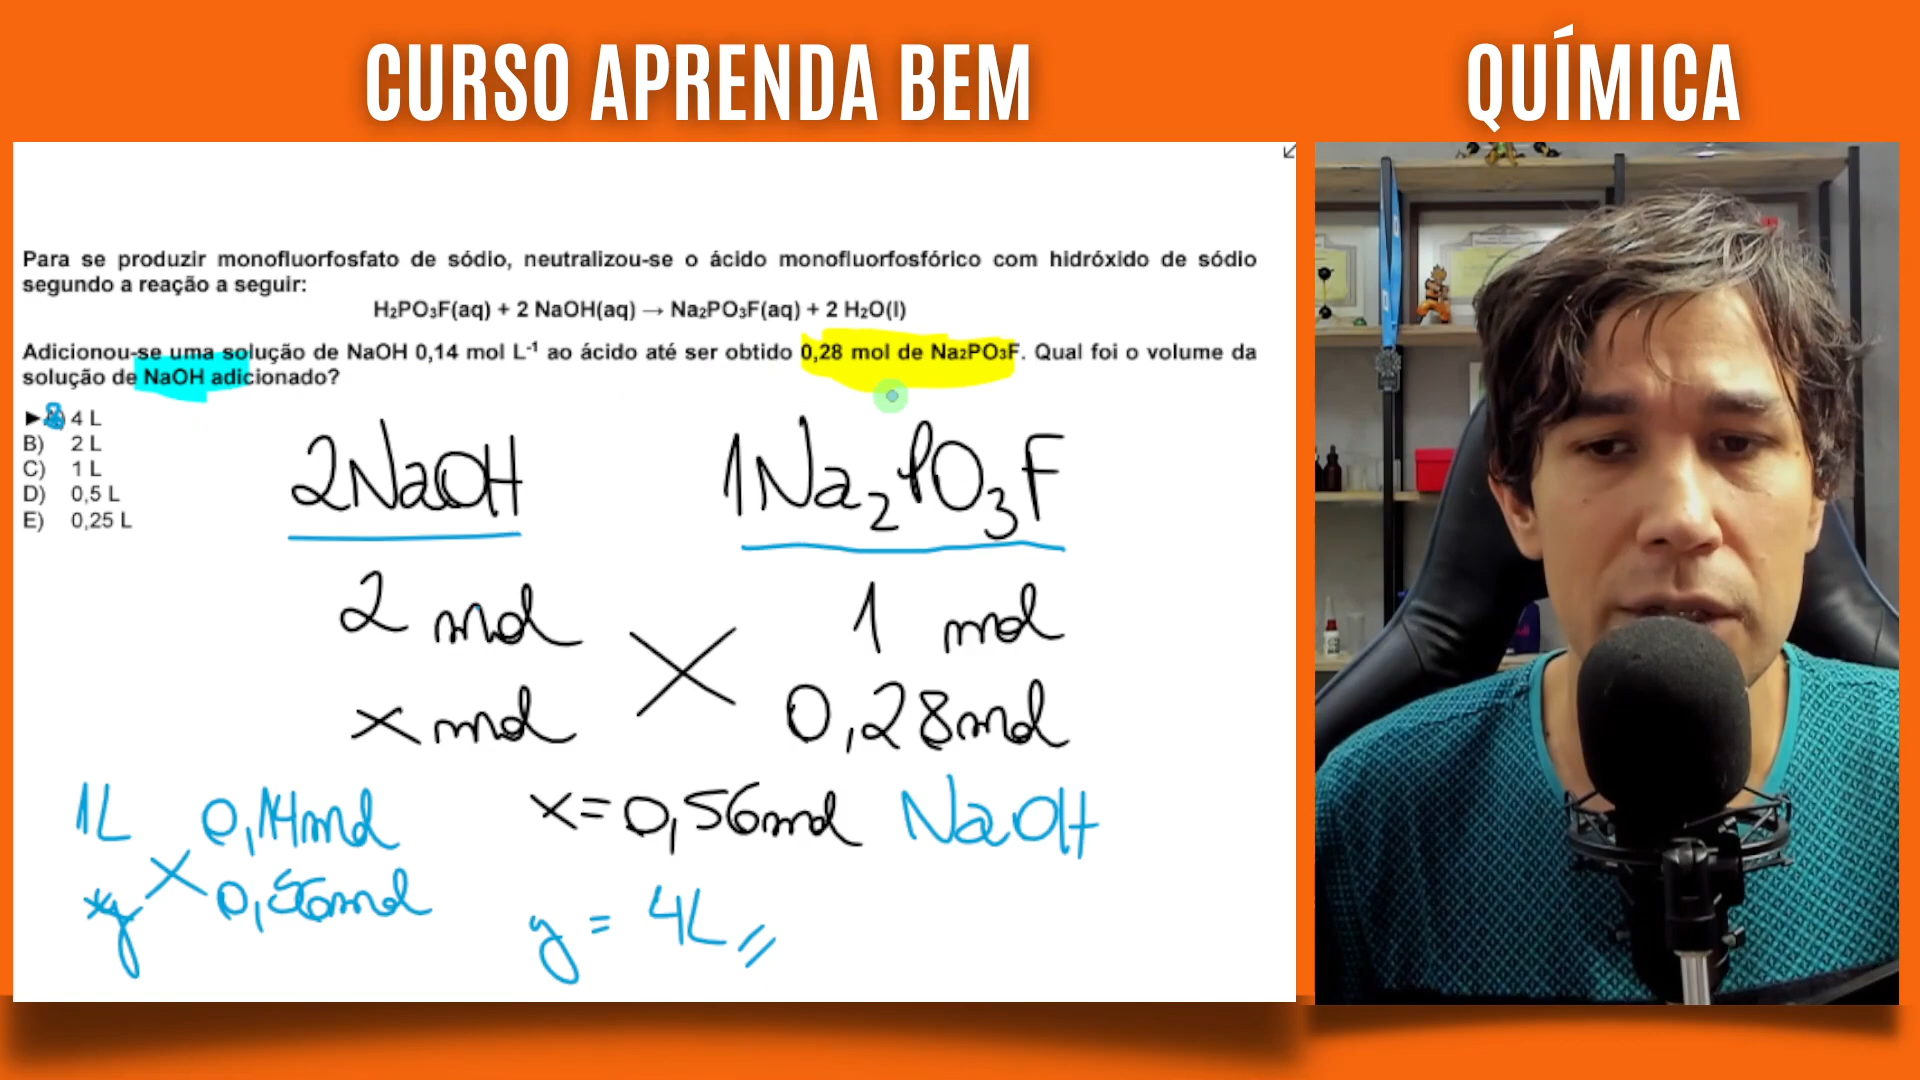 CURSO APRENDA BEM
QUÍMICA
Para se produzir monofluorfosfato de sódio, neutralizou-se o ácido monofluorfosfórico com hidróxido de sódio
segundo a reação a seguir:
H₂PO₃F(aq) + 2 NaOH(aq) → Na₂PO₃F(aq) + 2 H₂O(l)
Adicionou-se uma solução de NaOH 0,14 mol L⁻¹ ao ácido até ser obtido 0,28 mol de Na₂PO₃F. Qual foi o volume da
solução de NaOH adicionado?
► 4 L
B) 2 L
C) 1 L
D) 0,5 L
E) 0,25 L
2NaOH 1Na₂PO₃F
2 mol 1 mol
x mol 0,28mol
x = 0,56mol NaOH
1L 0,14mol
y 0,56mol
y = 4L